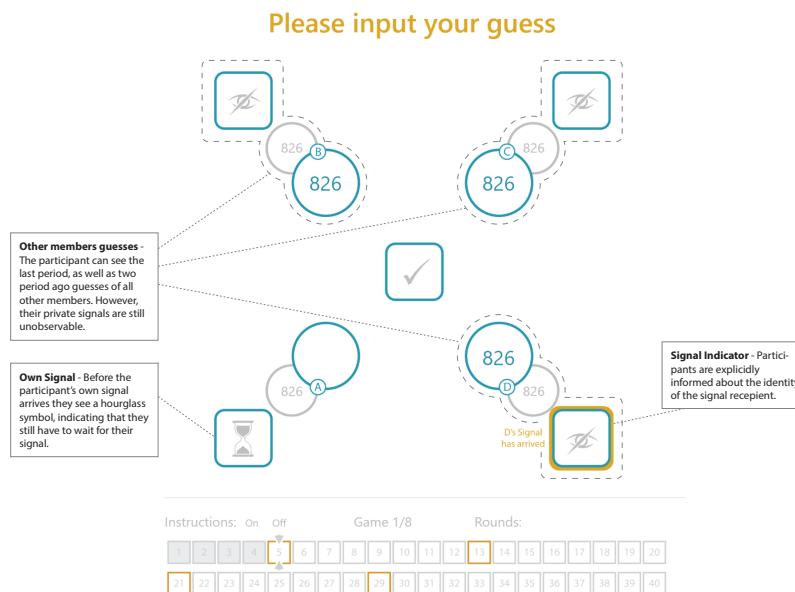 Please input your guess
826
B
826
826
C
826
Other members guesses -
The participant can see the
last period, as well as two
period ago guesses of all
other members. However,
their private signals are still
unobservable.
Own Signal - Before the
participant's own signal
arrives they see a hourglass
symbol, indicating that they
still have to wait for their
signal.
826
A
826
D
826
D's Signal
has arrived
Signal Indicator - Partici-
pants are explicidly
informed about the identity
of the signal recepient.
Instructions: On Off Game 1/8 Rounds:
1 2 3 4 5 6 7 8 9 10 11 12 13 14 15 16 17 18 19 20
21 22 23 24 25 26 27 28 29 30 31 32 33 34 35 36 37 38 39 40